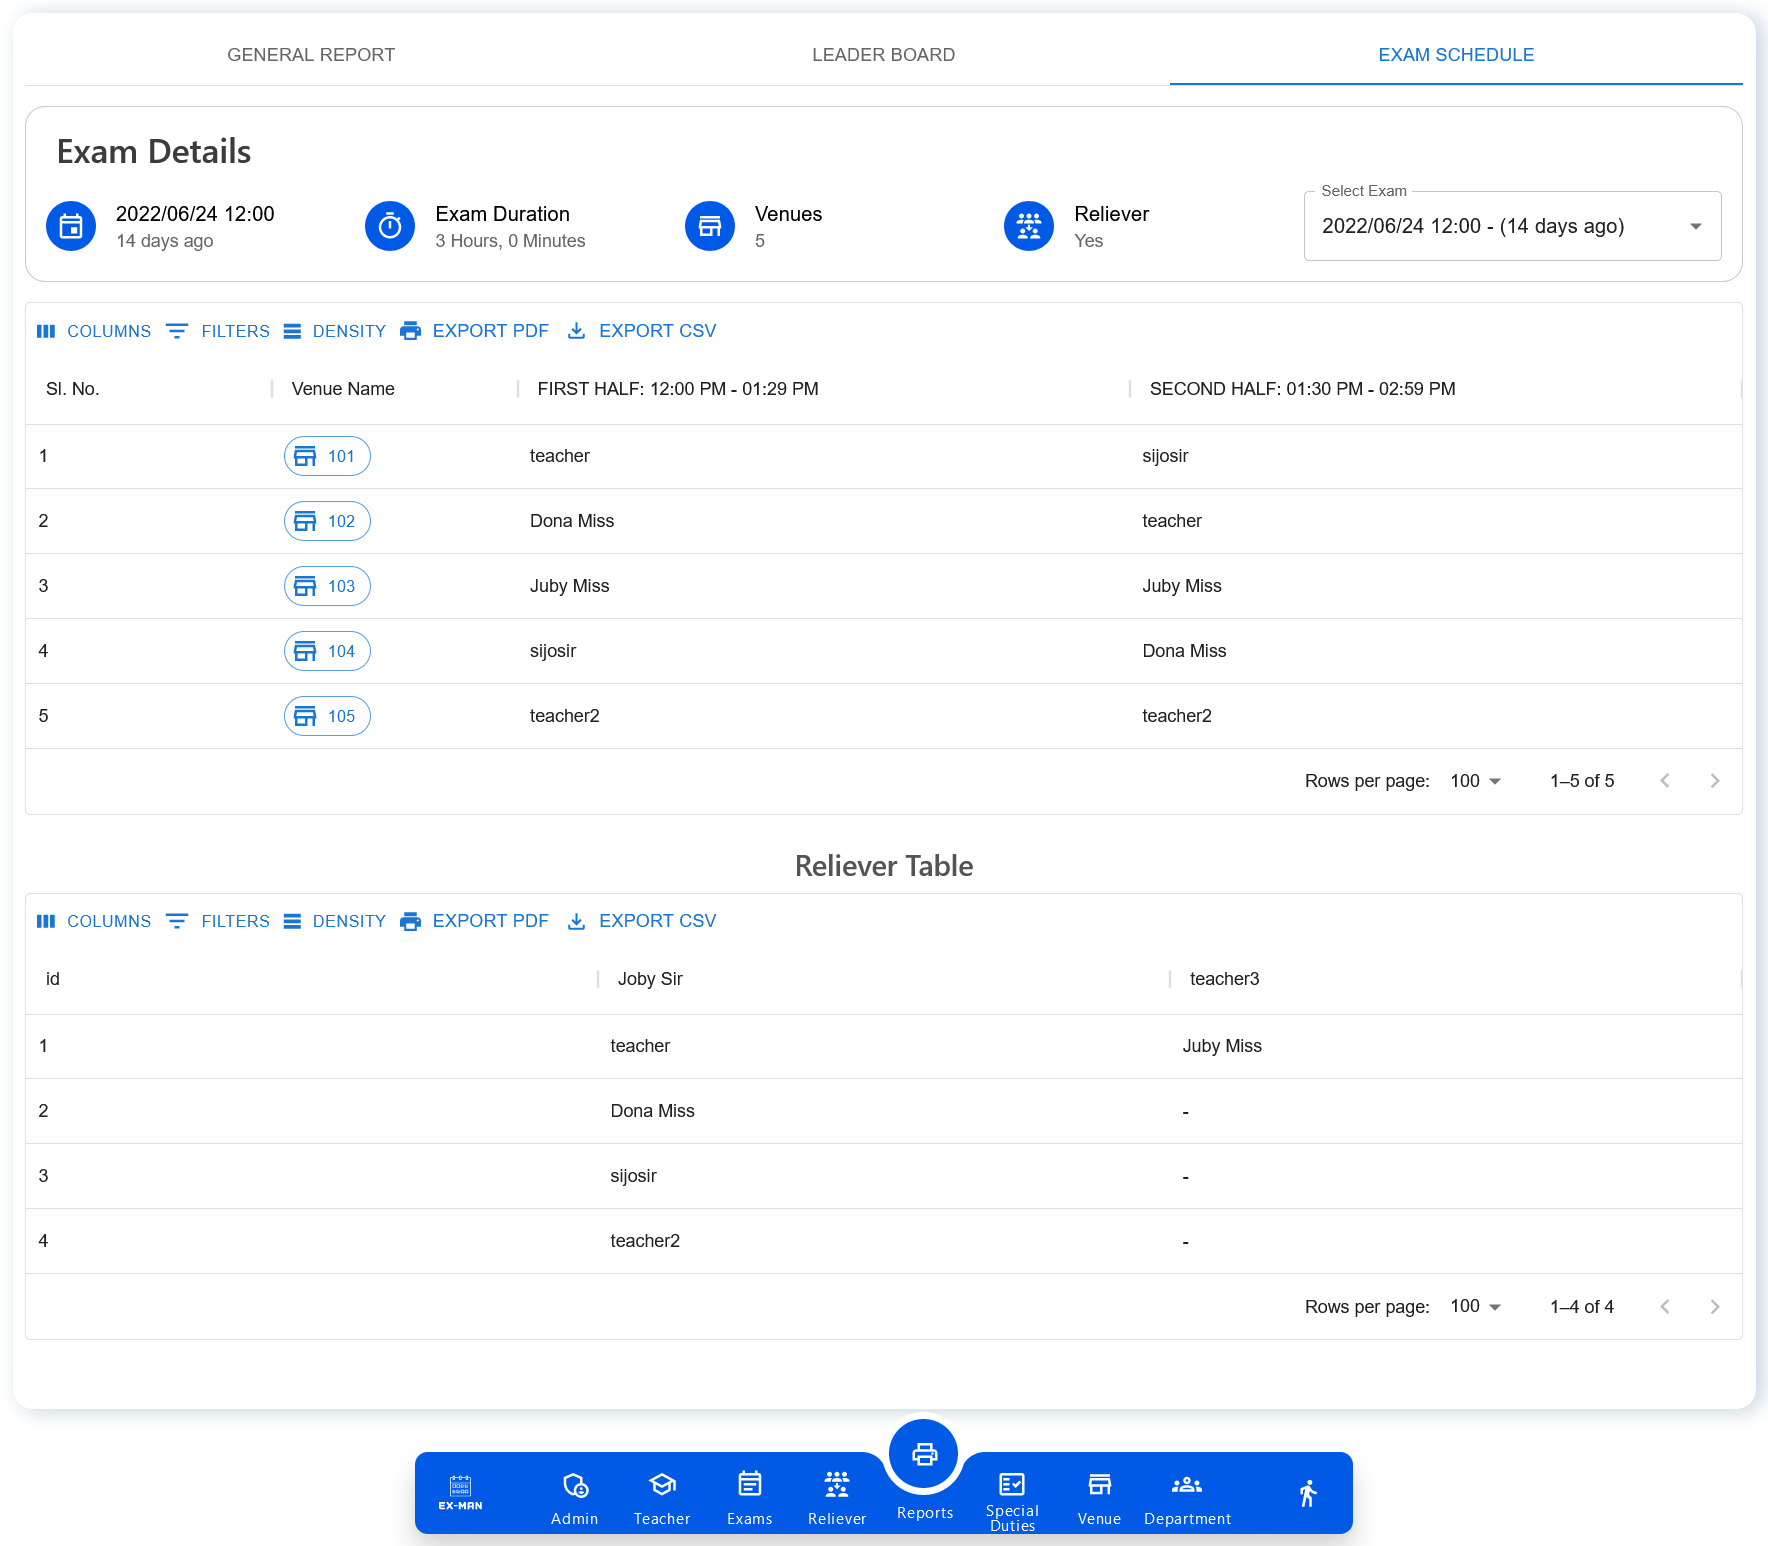 GENERAL REPORT LEADER BOARD EXAM SCHEDULE
Exam Details
2022/06/24 12:00
14 days ago
Exam Duration
3 Hours, 0 Minutes
Venues
5
Reliever
Yes
Select Exam
2022/06/24 12:00 - (14 days ago)
COLUMNS FILTERS DENSITY EXPORT PDF EXPORT CSV
Sl. No. Venue Name FIRST HALF: 12:00 PM - 01:29 PM SECOND HALF: 01:30 PM - 02:59 PM
1 101 teacher sijosir
2 102 Dona Miss teacher
3 103 Juby Miss Juby Miss
4 104 sijosir Dona Miss
5 105 teacher2 teacher2
Rows per page: 100 1–5 of 5
Reliever Table
COLUMNS FILTERS DENSITY EXPORT PDF EXPORT CSV
id Joby Sir teacher3
1 teacher Juby Miss
2 Dona Miss -
3 sijosir -
4 teacher2 -
Rows per page: 100 1–4 of 4
EX-MAN
Admin Teacher Exams Reliever Reports Special Duties Venue Department